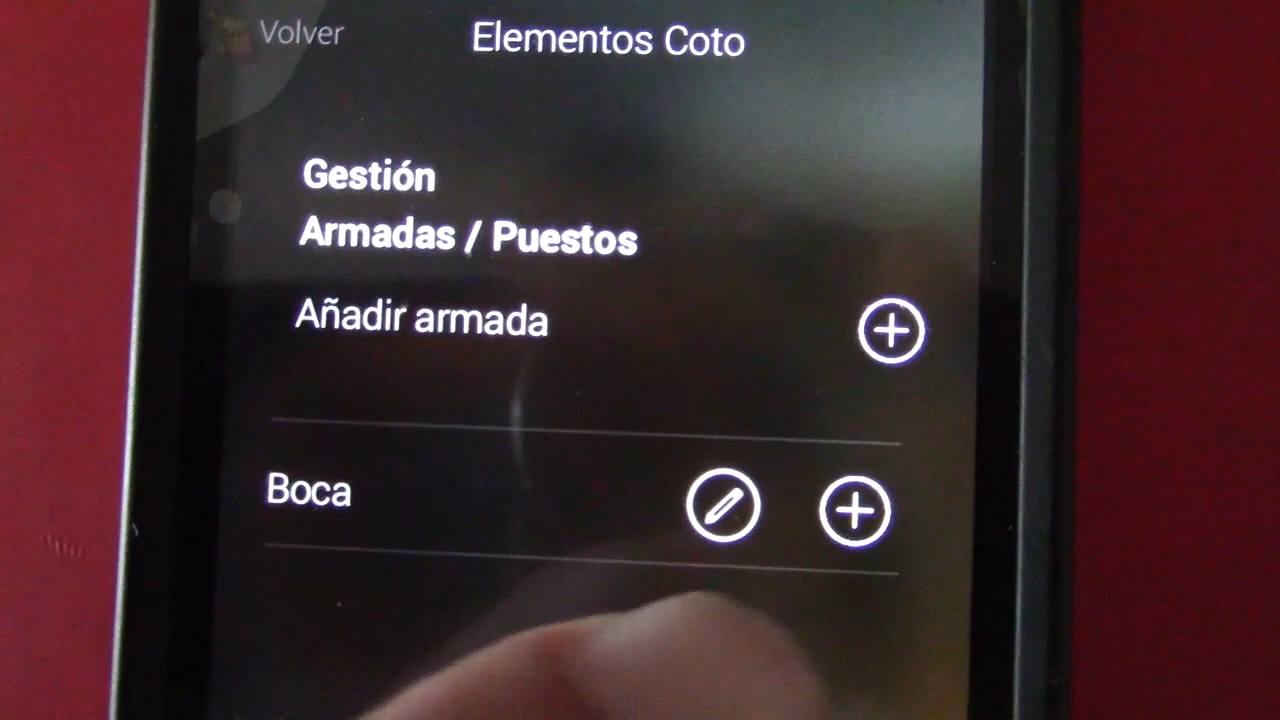 Volver
Elementos Coto
Gestión
Armadas / Puestos
Añadir armada
Boca